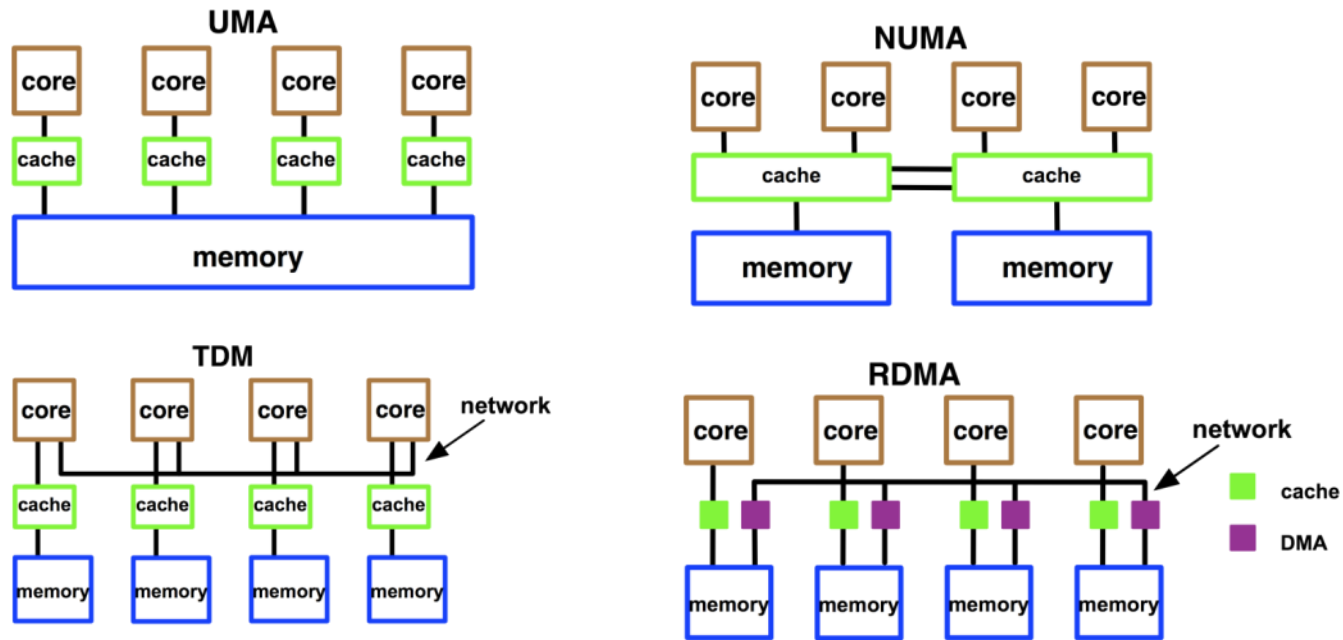 UMA
core core core core
cache cache cache cache
memory
NUMA
core core core core
cache cache
memory memory
TDM
core core core core
network
cache cache cache cache
memory memory memory memory
RDMA
core core core core
network
cache
DMA
memory memory memory memory